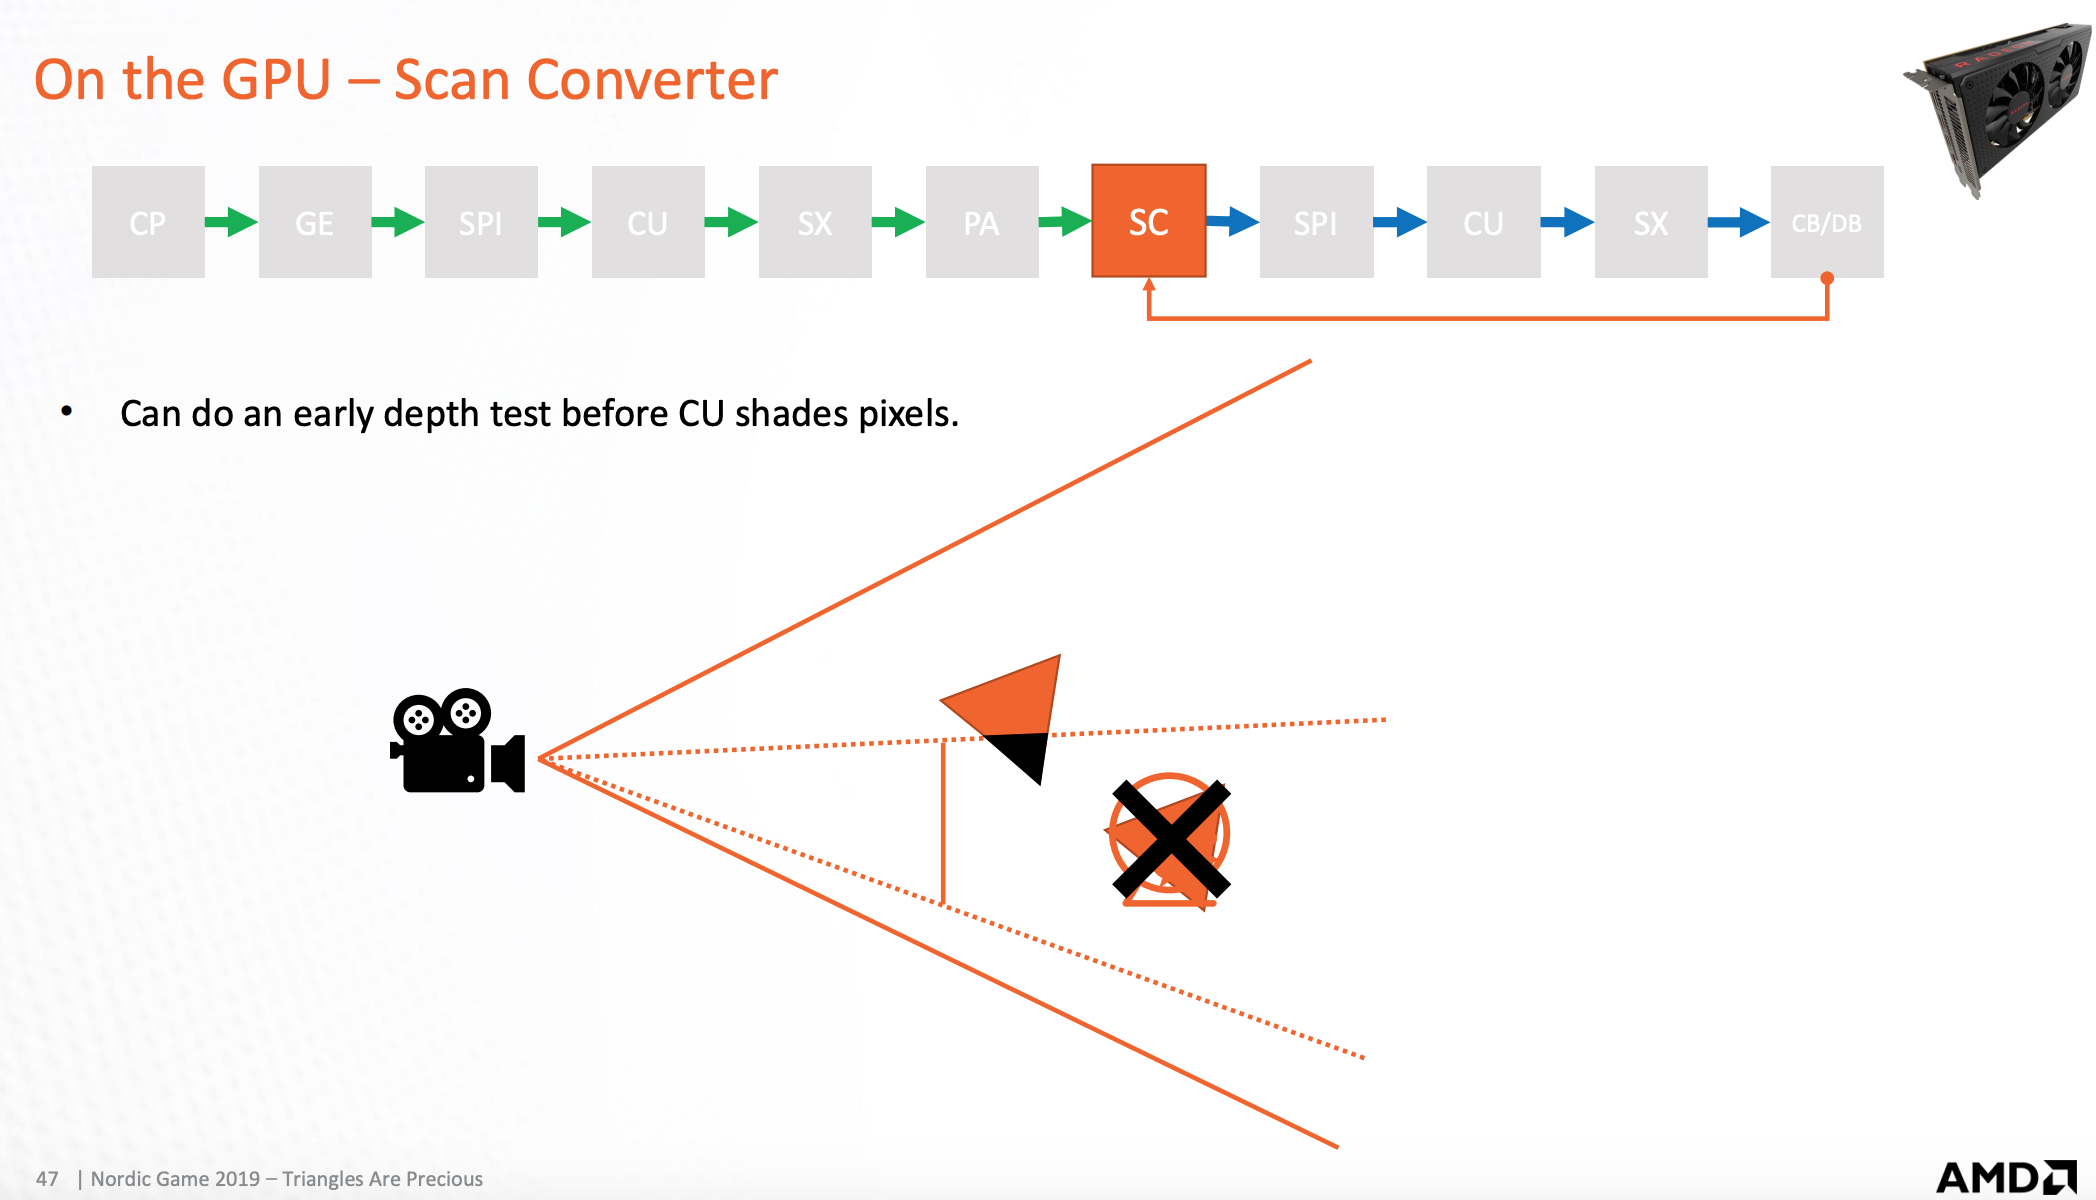 On the GPU – Scan Converter
RADEON
CP
GE
SPI
CU
SX
PA
SC
SPI
CU
SX
CB/DB
• Can do an early depth test before CU shades pixels.
47 | Nordic Game 2019 – Triangles Are Precious
AMD